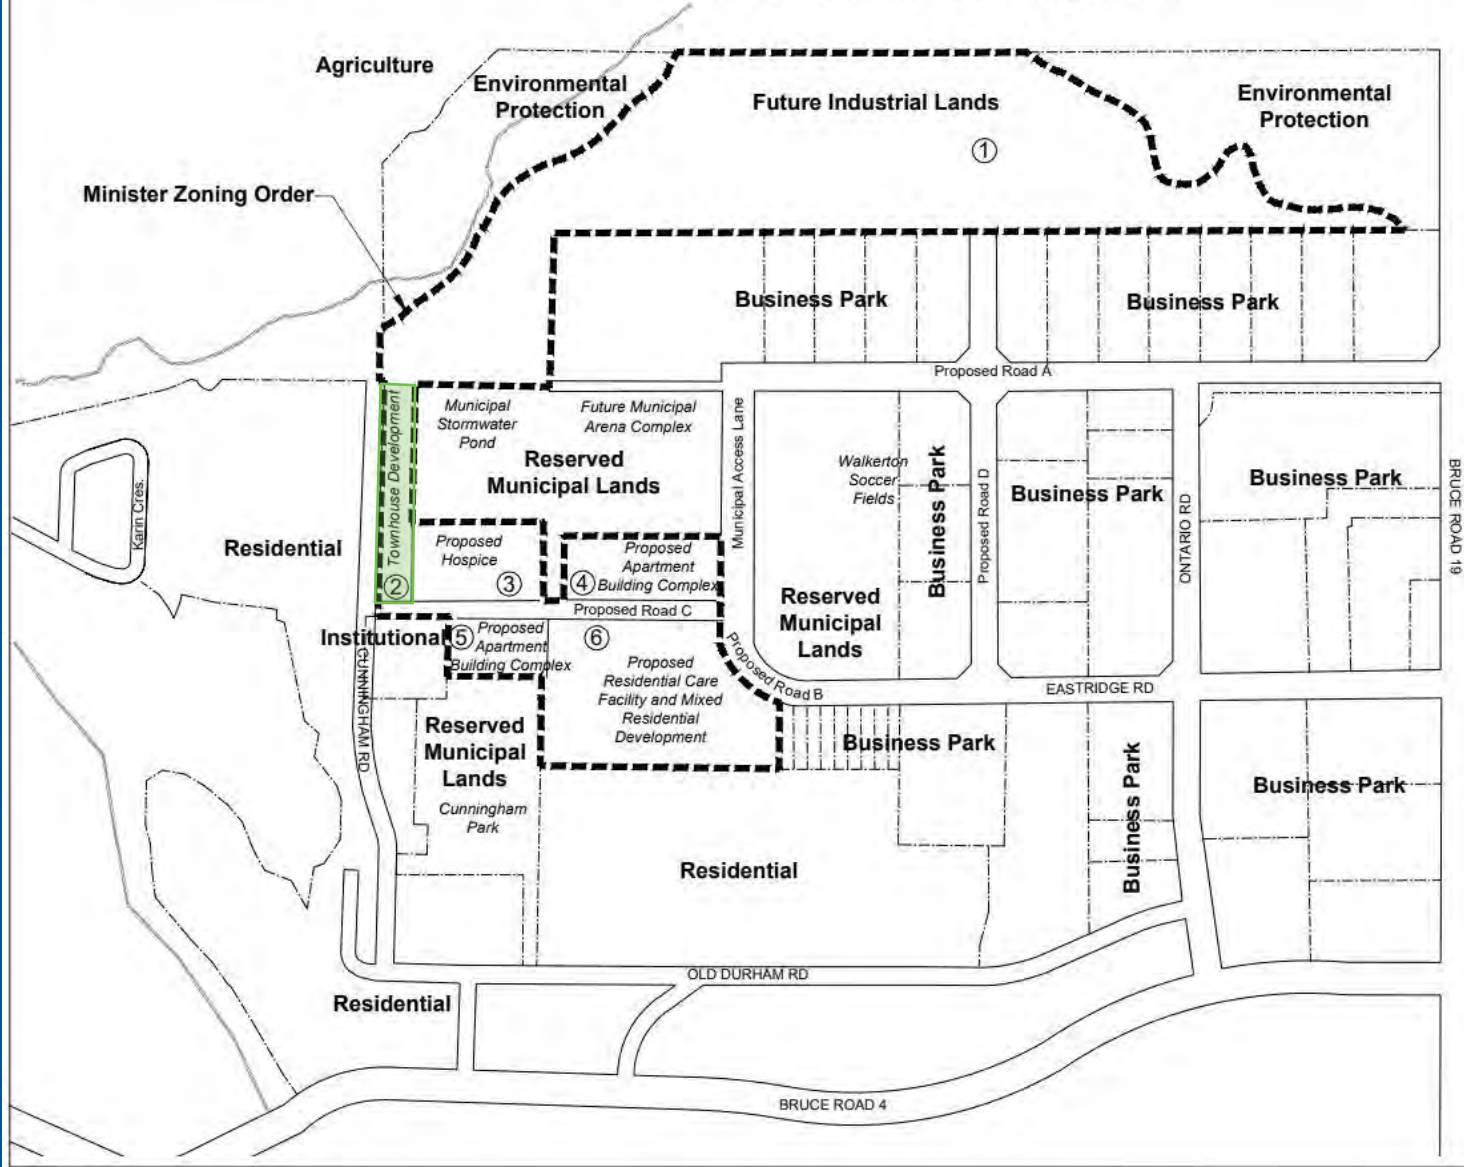 Agriculture
Environmental
Protection
Future Industrial Lands
①
Environmental
Protection
Minister Zoning Order
Business Park
Business Park
Proposed Road A
Townhouse Development
②
Municipal
Stormwater
Pond
Future Municipal
Arena Complex
Reserved
Municipal Lands
Municipal Access Lane
Walkerton
Soccer
Fields
Business Park
Proposed Road D
Business Park
ONTARIO RD
Business Park
BRUCE ROAD 19
Karin Cres.
Residential
Proposed
Hospice
③
④
Proposed
Apartment
Building Complex
Proposed Road C
Reserved
Municipal
Lands
Institutional
⑤
Proposed
Apartment
Building Complex
⑥
Proposed
Residential Care
Facility and Mixed
Residential
Development
Proposed Road B
EASTRIDGE RD
CUNNINGHAM RD
Reserved
Municipal
Lands
Cunningham
Park
Business Park
Business Park
Business Park
Residential
OLD DURHAM RD
Residential
BRUCE ROAD 4